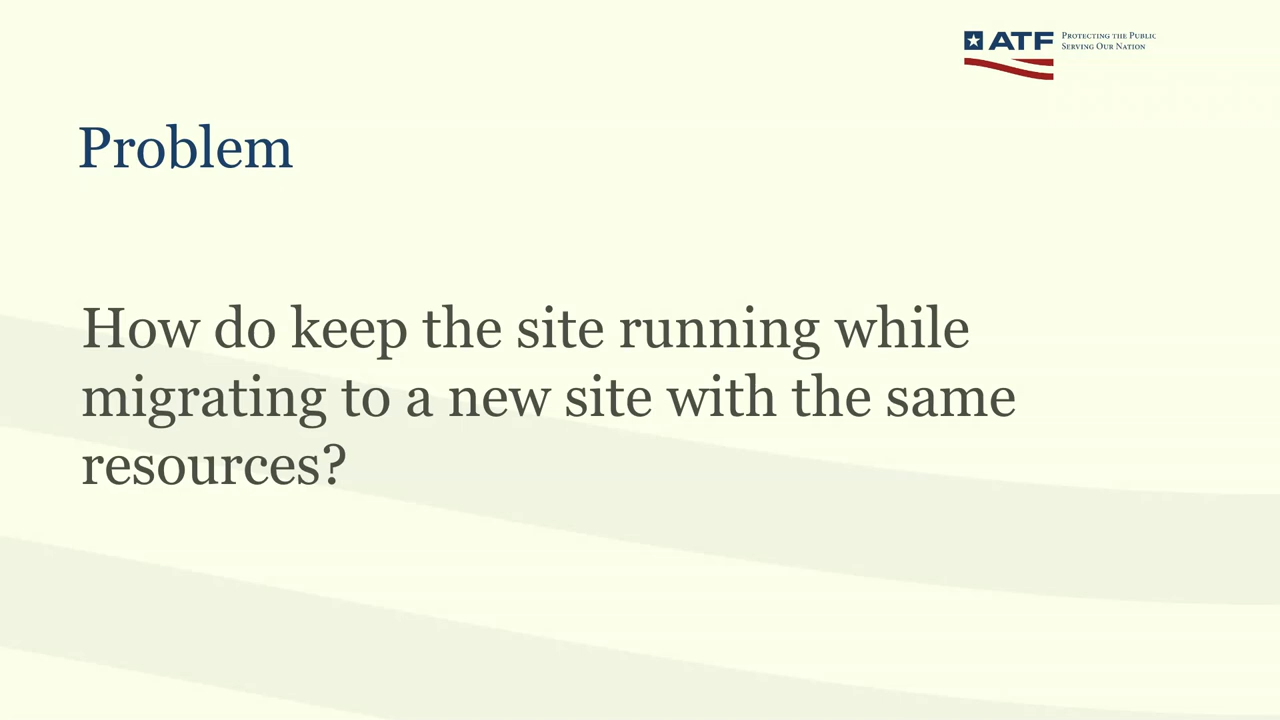 ATF
PROTECTING THE PUBLIC
SERVING OUR NATION
Problem
How do keep the site running while
migrating to a new site with the same
resources?